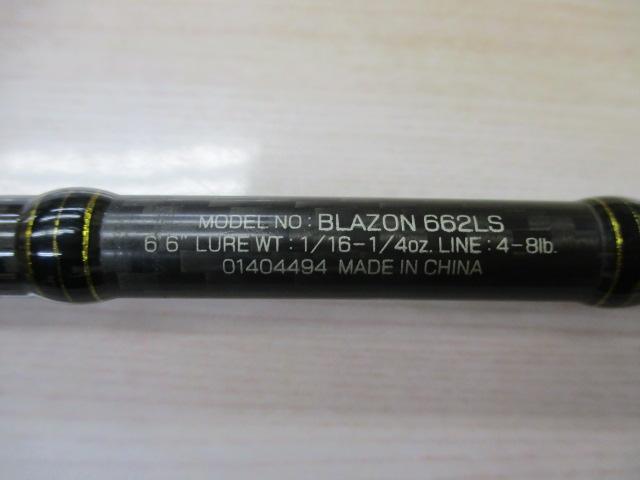 MODEL NO : BLAZON 662LS
6'6" LURE WT : 1/16-1/4oz. LINE : 4-8lb.
01404494 MADE IN CHINA